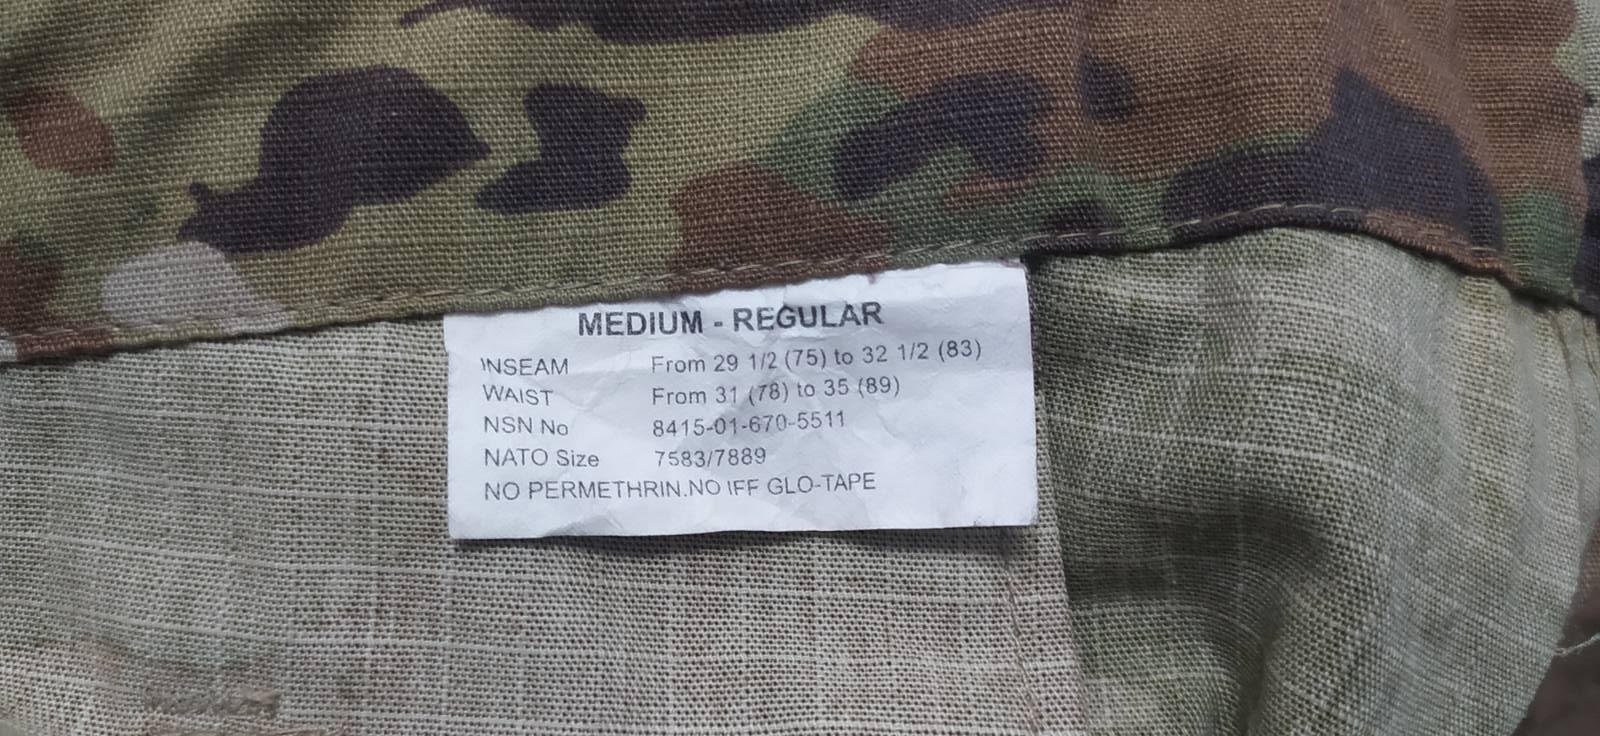 MEDIUM - REGULAR
INSEAM From 29 1/2 (75) to 32 1/2 (83)
WAIST From 31 (78) to 35 (89)
NSN No 8415-01-670-5511
NATO Size 7583/7889
NO PERMETHRIN.NO IFF GLO-TAPE